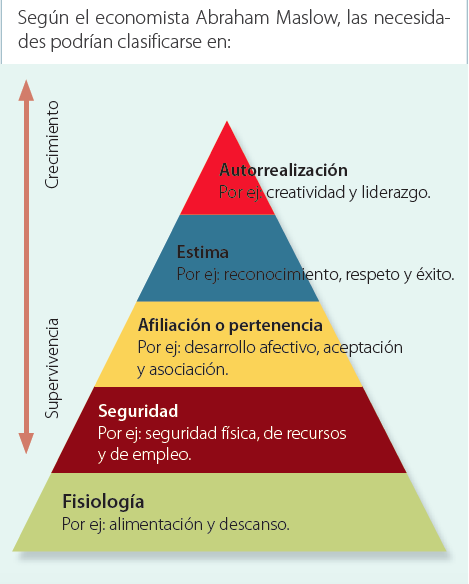 Según el economista Abraham Maslow, las necesida-
des podrían clasificarse en:
Crecimiento
Supervivencia
Autorrealización
Por ej: creatividad y liderazgo.
Estima
Por ej: reconocimiento, respeto y éxito.
Afiliación o pertenencia
Por ej: desarrollo afectivo, aceptación
y asociación.
Seguridad
Por ej: seguridad física, de recursos
y de empleo.
Fisiología
Por ej: alimentación y descanso.